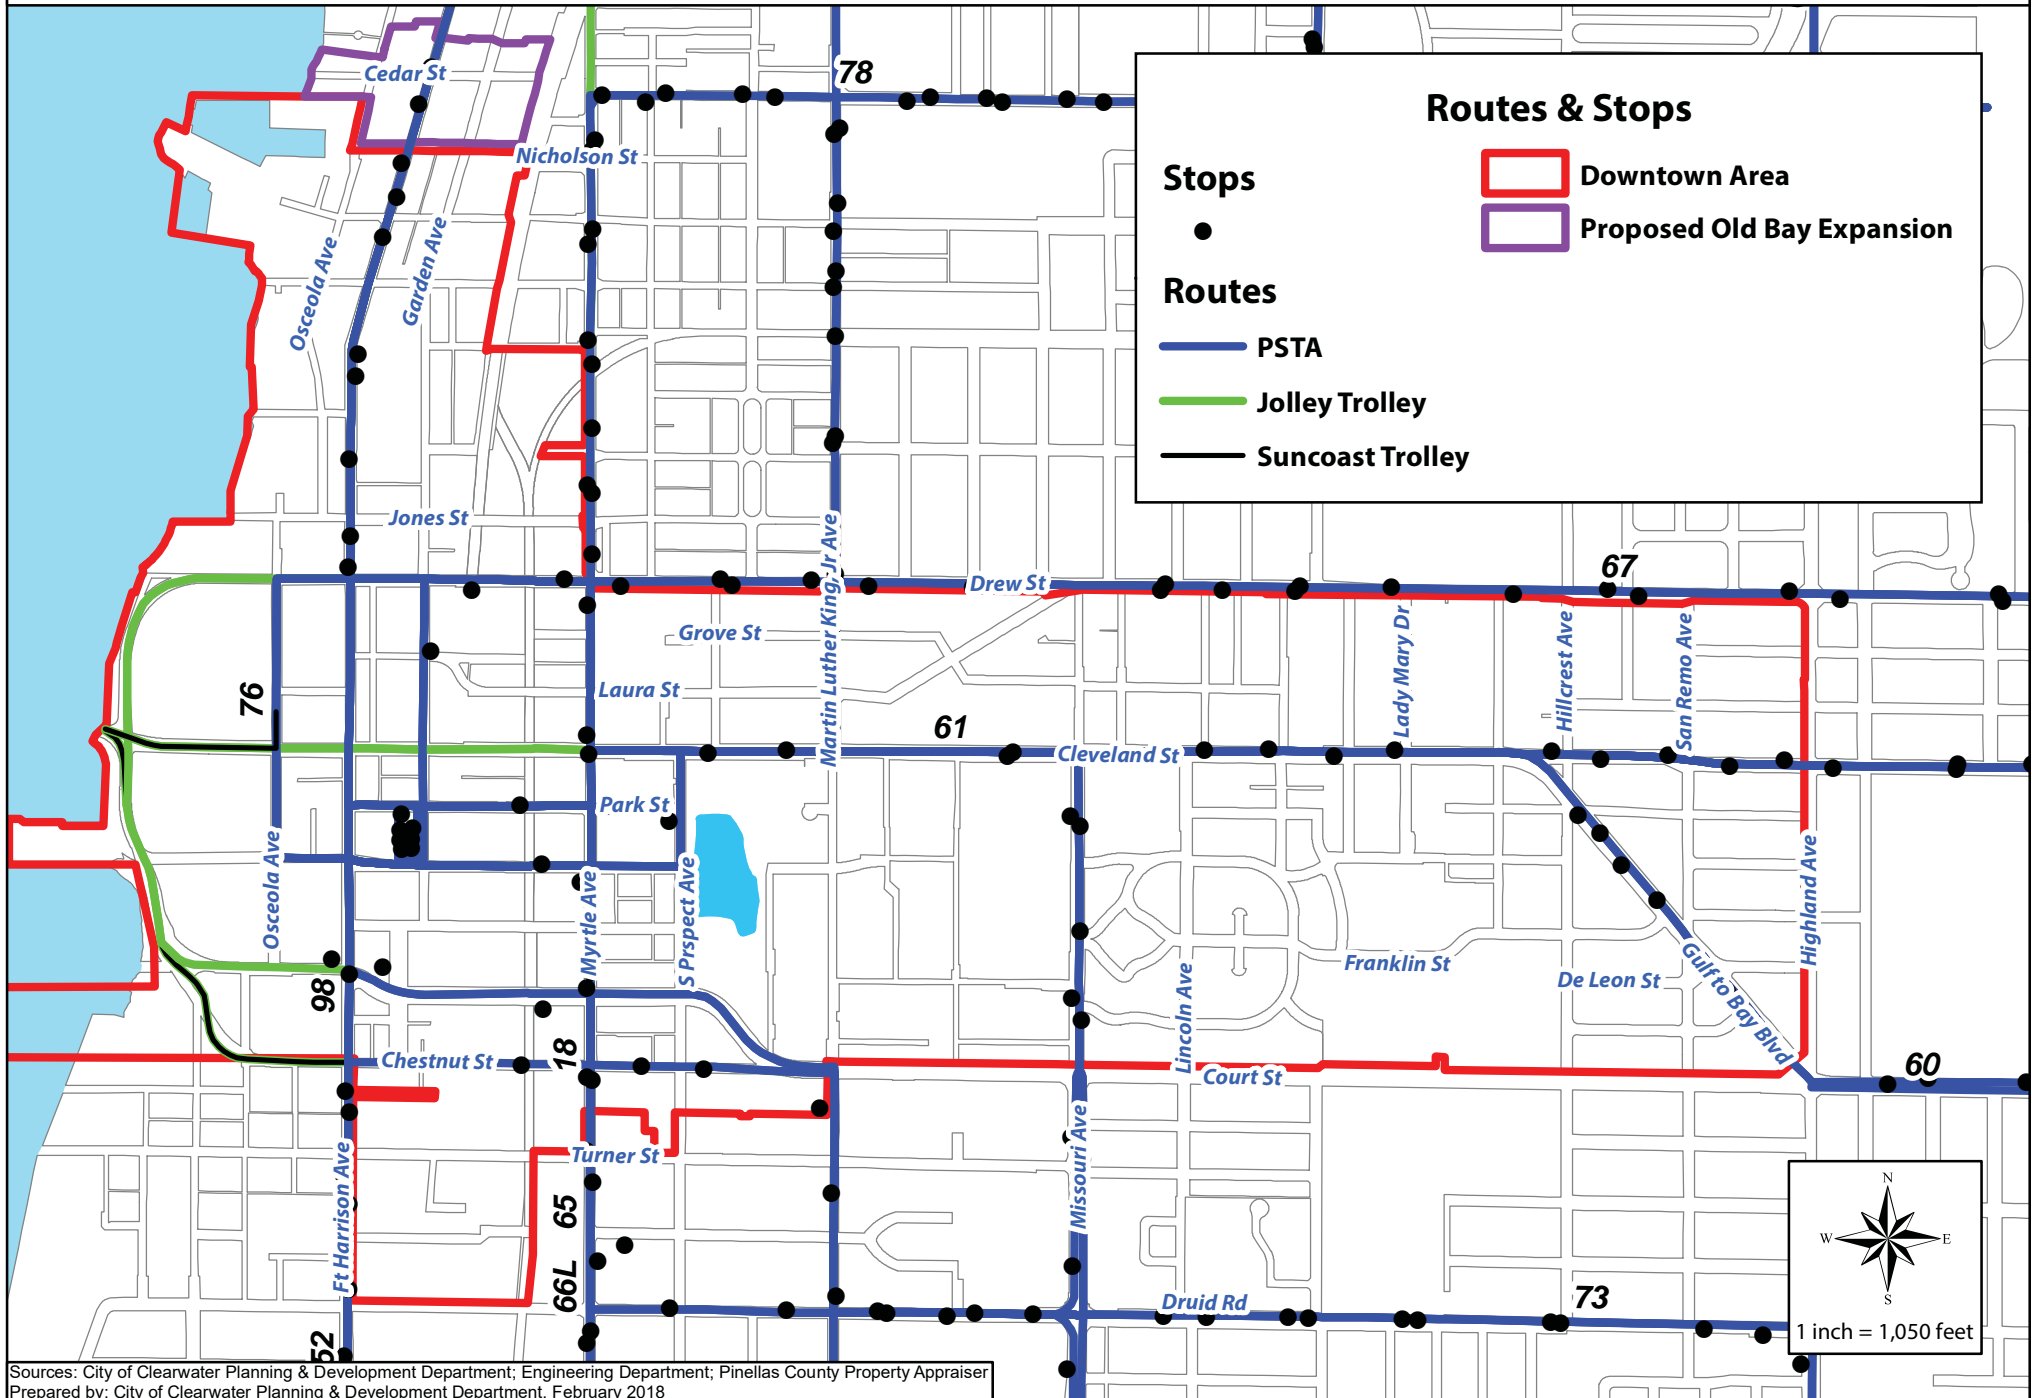 Cedar St
78
Routes & Stops
Nicholson St
Stops
Downtown Area
Proposed Old Bay Expansion
Osceola Ave
Garden Ave
Routes
PSTA
Jolley Trolley
Suncoast Trolley
Jones St
Martin Luther King, Jr Ave
Drew St
67
Grove St
Lady Mary Dr
Hillcrest Ave
San Remo Ave
76
Laura St
61
Cleveland St
Park St
Osceola Ave
Myrtle Ave
S Prspect Ave
Highland Ave
98
Franklin St
De Leon St
Gulf to Bay Blvd
Lincoln Ave
Chestnut St
18
Court St
60
Ft Harrison Ave
Turner St
Missouri Ave
65
66L
Druid Rd
73
52
N
W
E
S
1 inch = 1,050 feet
Sources: City of Clearwater Planning & Development Department; Engineering Department; Pinellas County Property Appraiser
Prepared by: City of Clearwater Planning & Development Department, February 2018